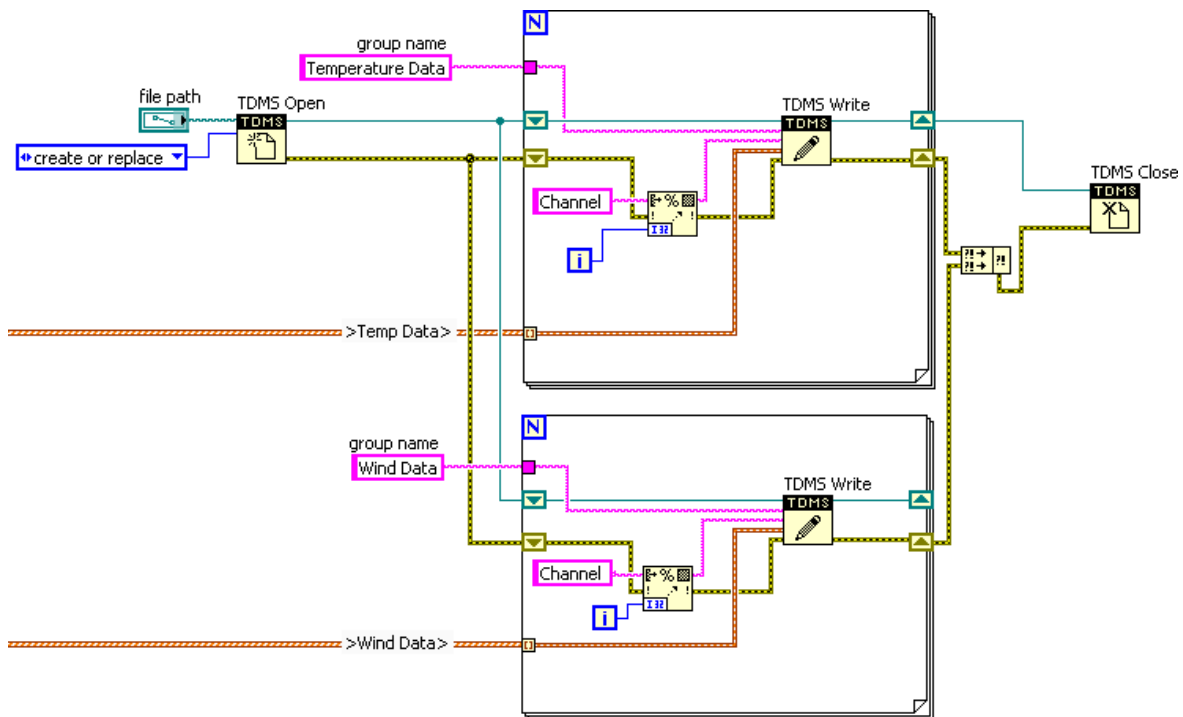 N
group name
Temperature Data
file path
TDMS Open
TDMS
create or replace
TDMS Write
TDMS
TDMS Close
TDMS
Channel
%
I32
i
?! ?! ?!
>Temp Data>
N
group name
Wind Data
TDMS Write
TDMS
Channel
%
I32
i
>Wind Data>